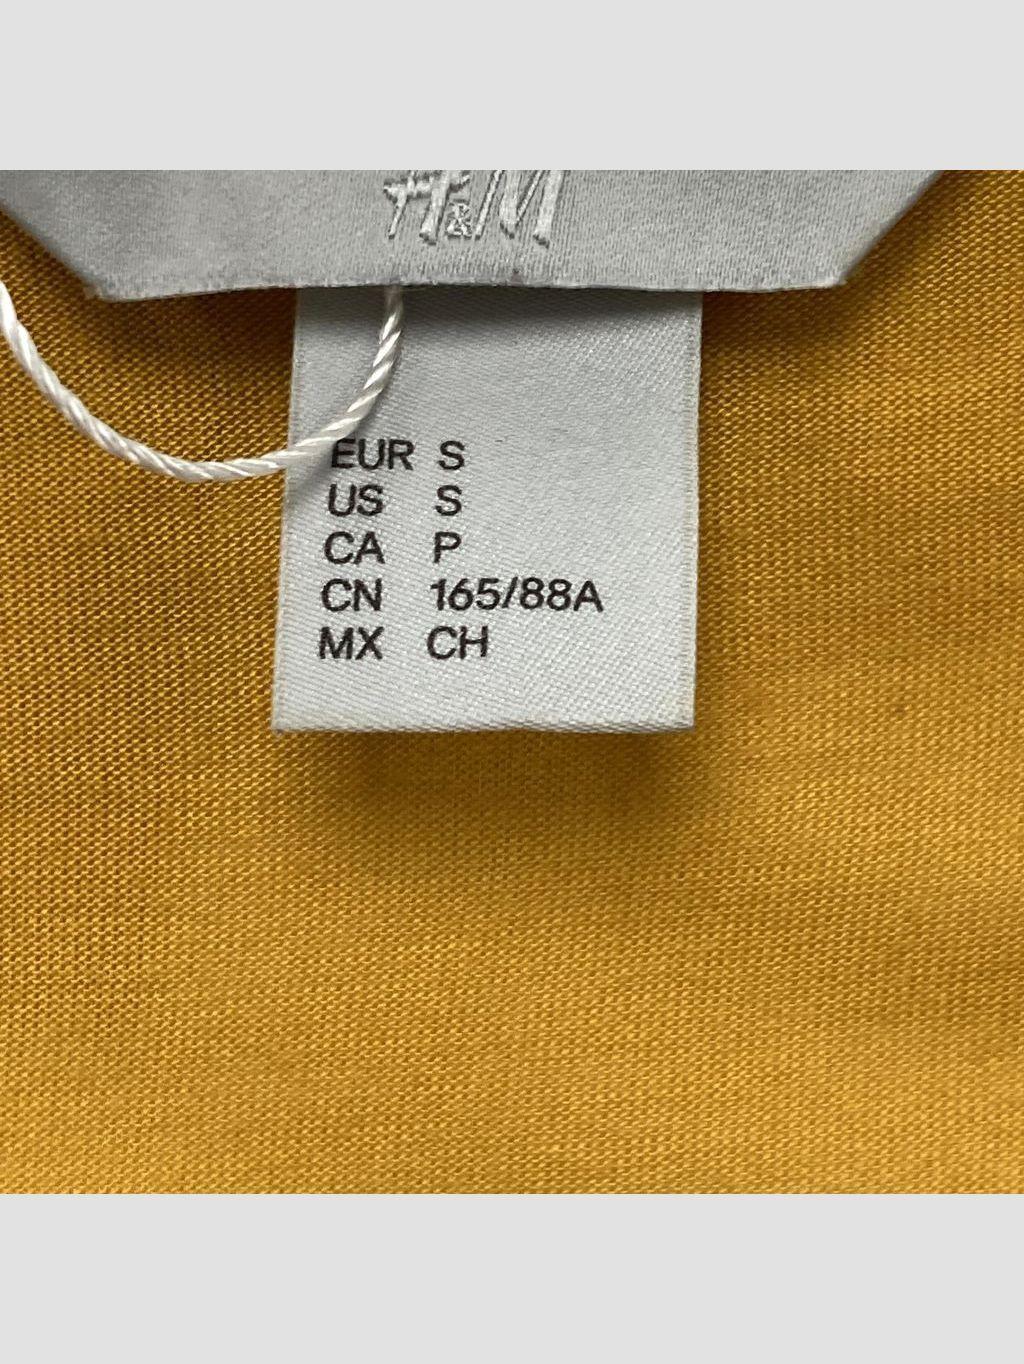 H&M
EUR S
US S
CA P
CN 165/88A
MX CH